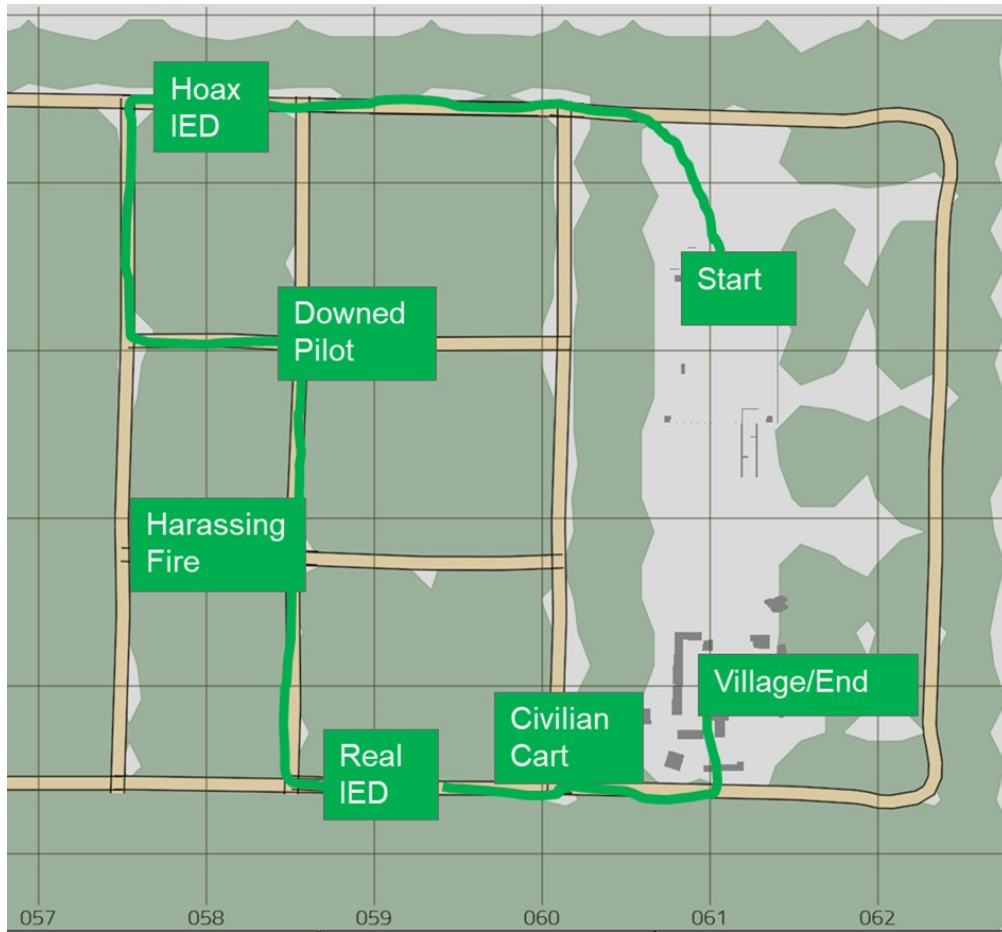 Hoax
IED
Start
Downed
Pilot
Harassing
Fire
Village/End
Civilian
Cart
Real
IED
057 058 059 060 061 062